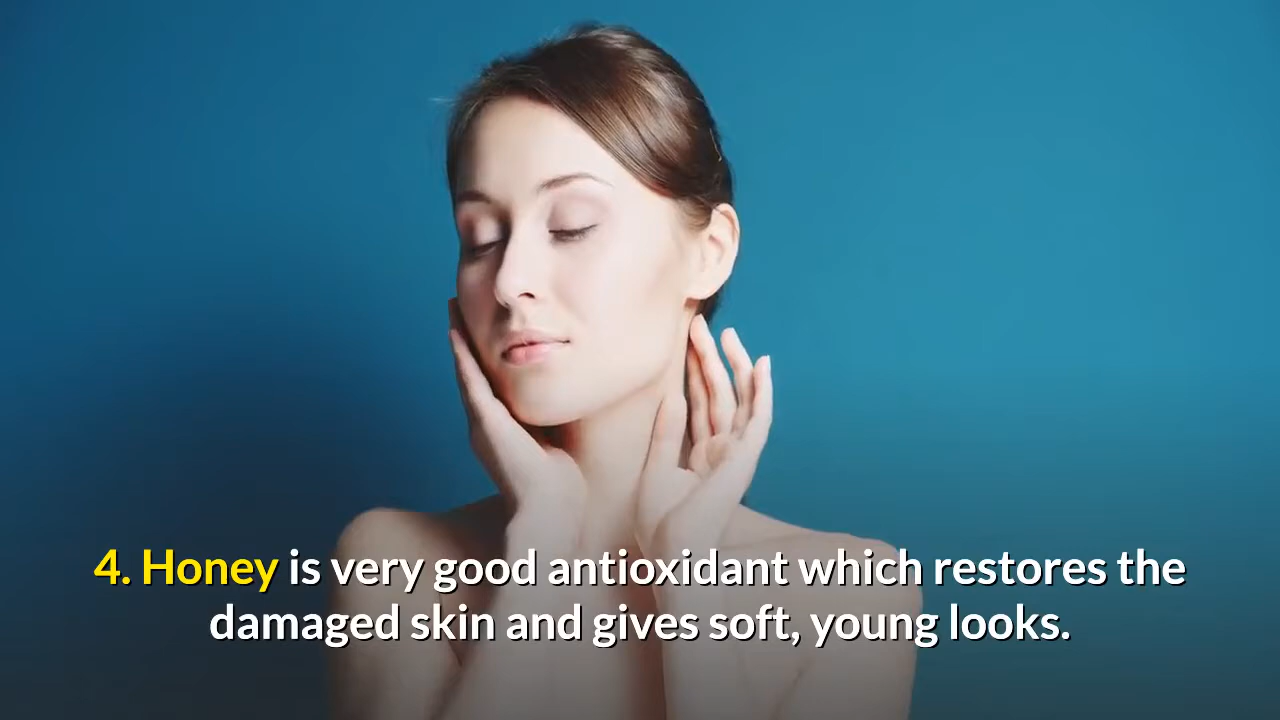 4. Honey is very good antioxidant which restores the
damaged skin and gives soft, young looks.